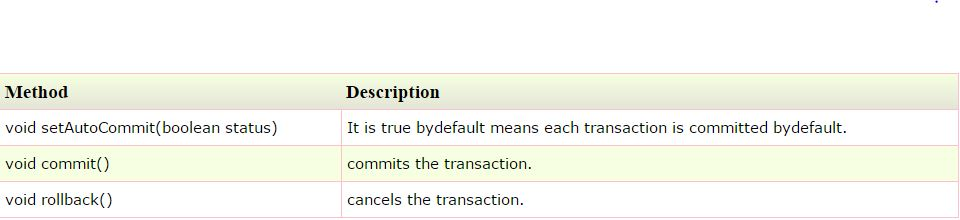 Method Description
void setAutoCommit(boolean status) It is true bydefault means each transaction is committed bydefault.
void commit() commits the transaction.
void rollback() cancels the transaction.